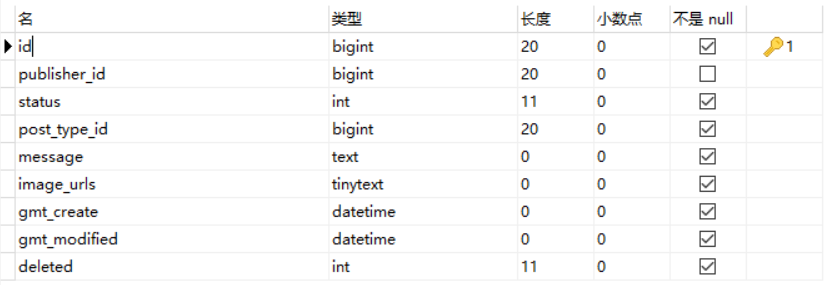 名 类型 长度 小数点 不是 null
id bigint 20 0 1
publisher_id bigint 20 0
status int 11 0
post_type_id bigint 20 0
message text 0 0
image_urls tinytext 0 0
gmt_create datetime 0 0
gmt_modified datetime 0 0
deleted int 11 0